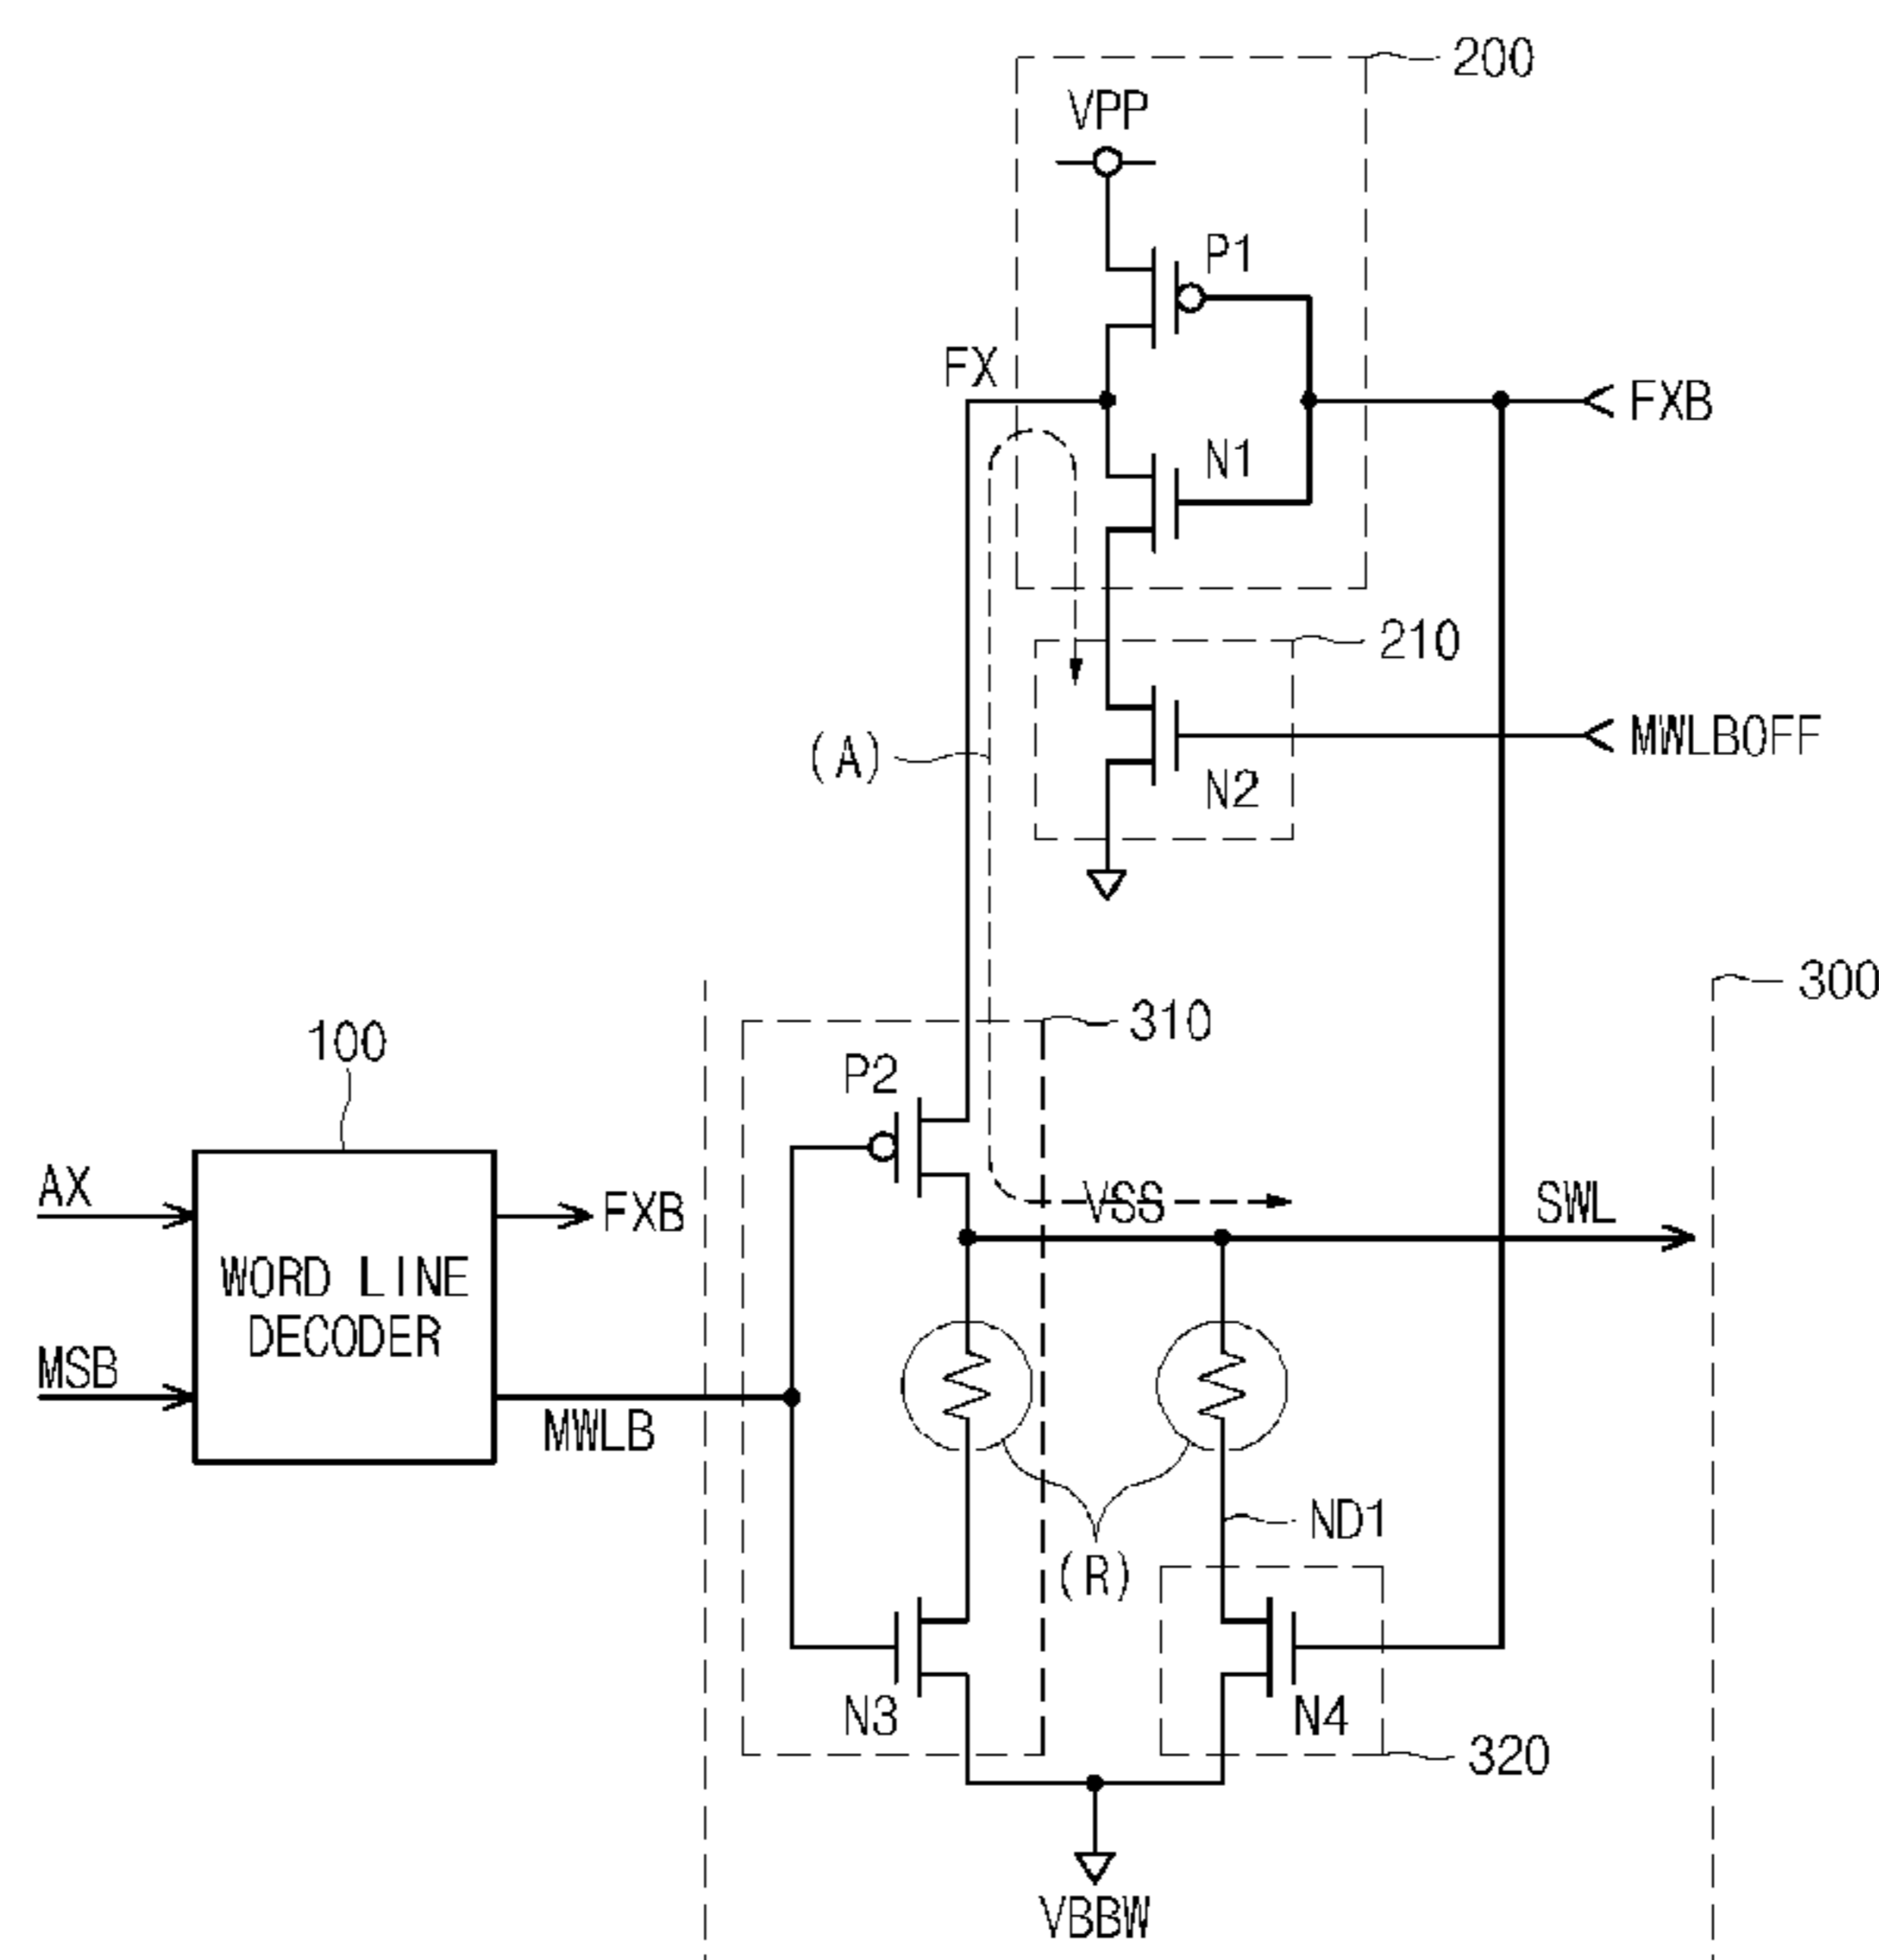 200
VPP
P1
FX
FXB
N1
210
(A)
MWLBOFF
N2
300
310
100
P2
AX
FXB
VSS
SWL
WORD LINE
DECODER
MSB
MWLB
ND1
(R)
N3
N4
320
VBBW